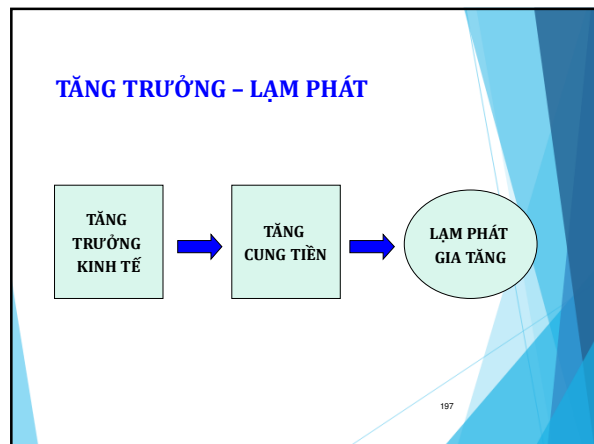 TĂNG TRƯỞNG – LẠM PHÁT
TĂNG
TRƯỞNG
KINH TẾ
TĂNG
CUNG TIỀN
LẠM PHÁT
GIA TĂNG
197